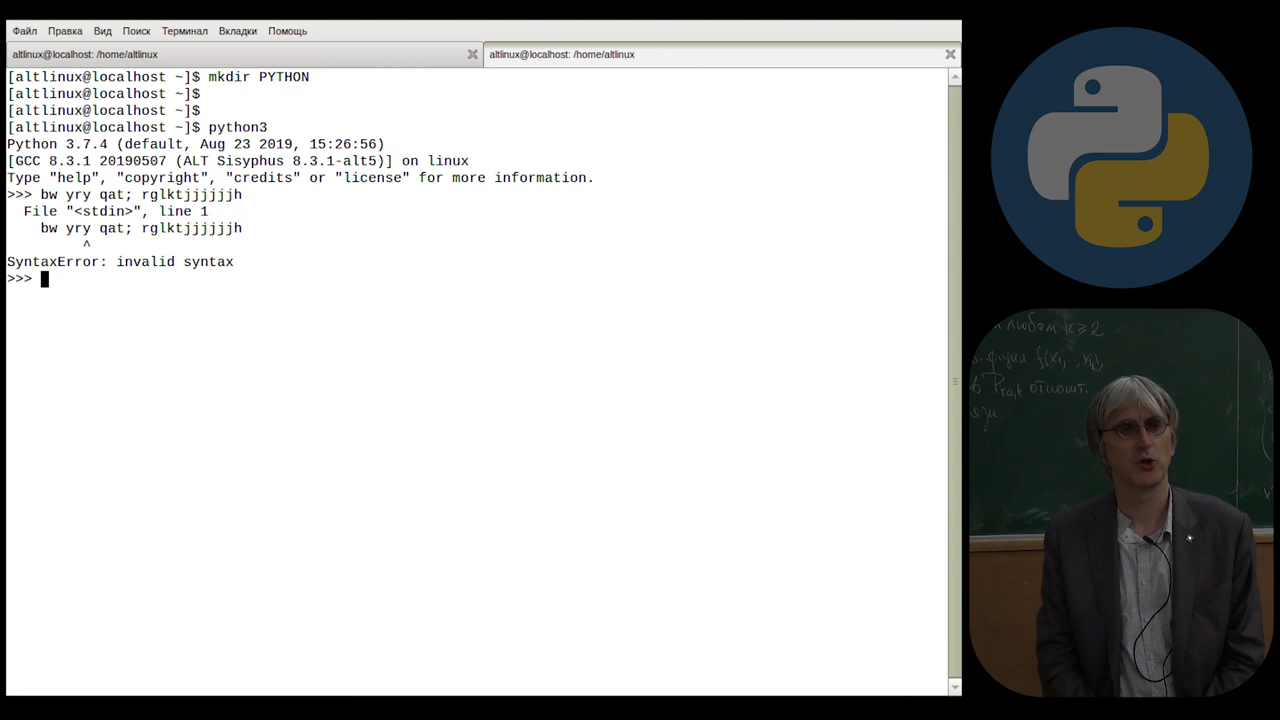 Файл Правка Вид Поиск Терминал Вкладки Помощь
altlinux@localhost: /home/altlinux altlinux@localhost: /home/altlinux
[altlinux@localhost ~]$ mkdir PYTHON
[altlinux@localhost ~]$
[altlinux@localhost ~]$
[altlinux@localhost ~]$ python3
Python 3.7.4 (default, Aug 23 2019, 15:26:56)
[GCC 8.3.1 20190507 (ALT Sisyphus 8.3.1-alt5)] on linux
Type "help", "copyright", "credits" or "license" for more information.
>>> bw yry qat; rglktjjjjjjh
  File "<stdin>", line 1
    bw yry qat; rglktjjjjjjh
         ^
SyntaxError: invalid syntax
>>>
любом. k ≥ 2